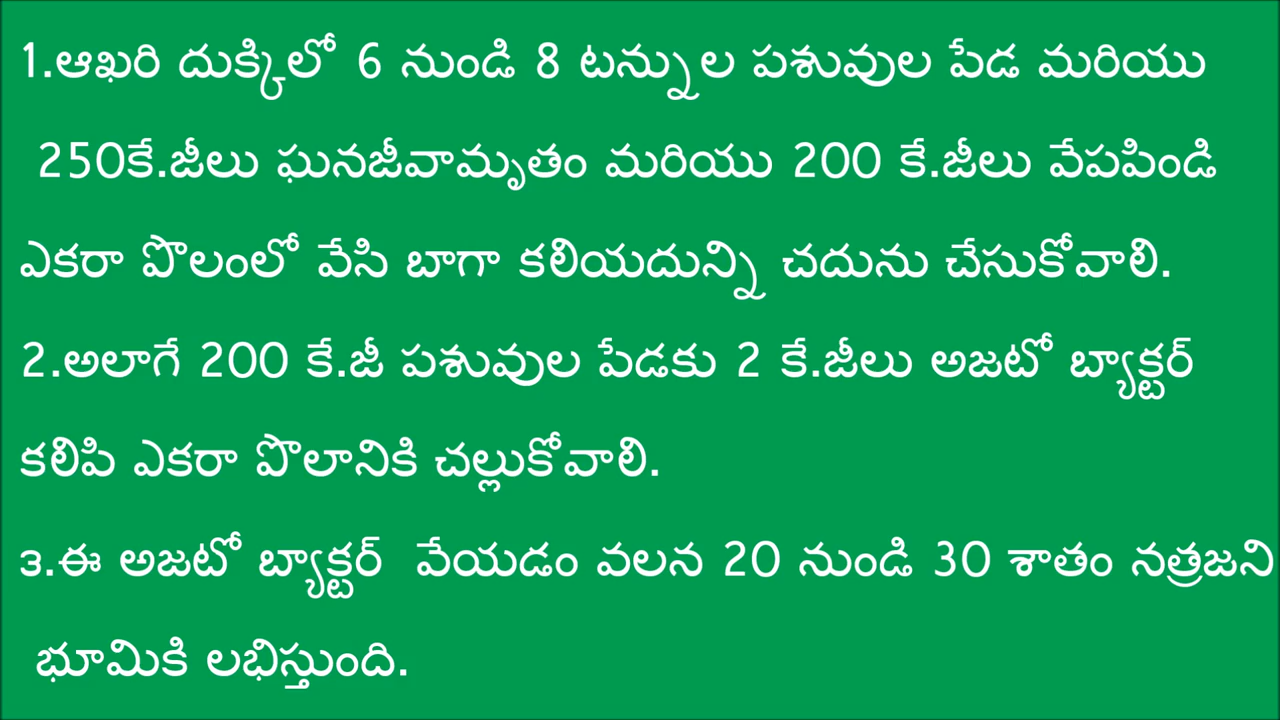 1.ఆఖరి దుక్కిలో 6 నుండి 8 టన్నుల పశువుల పేడ మరియు
250కే.జీలు ఘనజీవామృతం మరియు 200 కే.జీలు వేపపిండి
ఎకరా పొలంలో వేసి బాగా కలియదున్ని చదును చేసుకోవాలి.
2.అలాగే 200 కే.జీ పశువుల పేడకు 2 కే.జీలు అజటో బ్యాక్టర్
కలిపి ఎకరా పొలానికి చల్లుకోవాలి.
3.ఈ అజటో బ్యాక్టర్ వేయడం వలన 20 నుండి 30 శాతం నత్రజని
భూమికి లభిస్తుంది.